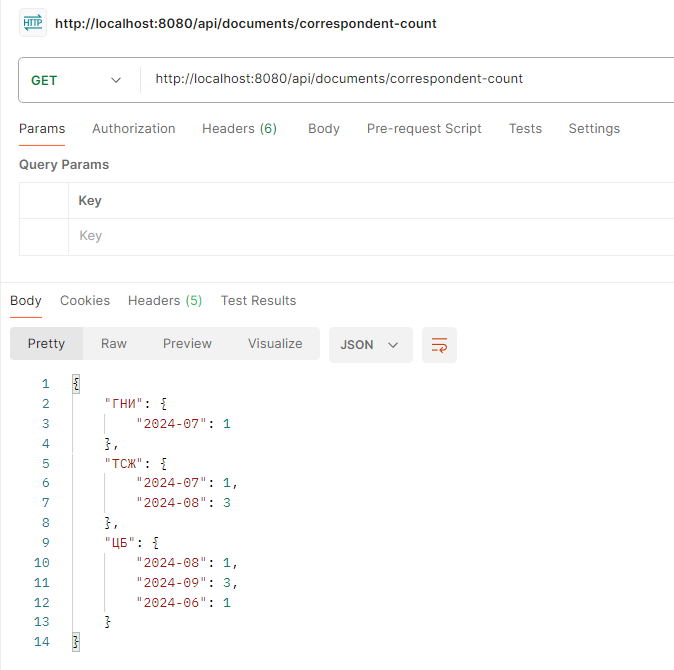 HTTP http://localhost:8080/api/documents/correspondent-count
GET http://localhost:8080/api/documents/correspondent-count
Params Authorization Headers (6) Body Pre-request Script Tests Settings
Query Params
Key
Key
Body Cookies Headers (5) Test Results
Pretty Raw Preview Visualize JSON
1 {
2 "ГНИ": {
3 "2024-07": 1
4 },
5 "ТСЖ": {
6 "2024-07": 1,
7 "2024-08": 3
8 },
9 "ЦБ": {
10 "2024-08": 1,
11 "2024-09": 3,
12 "2024-06": 1
13 }
14 }